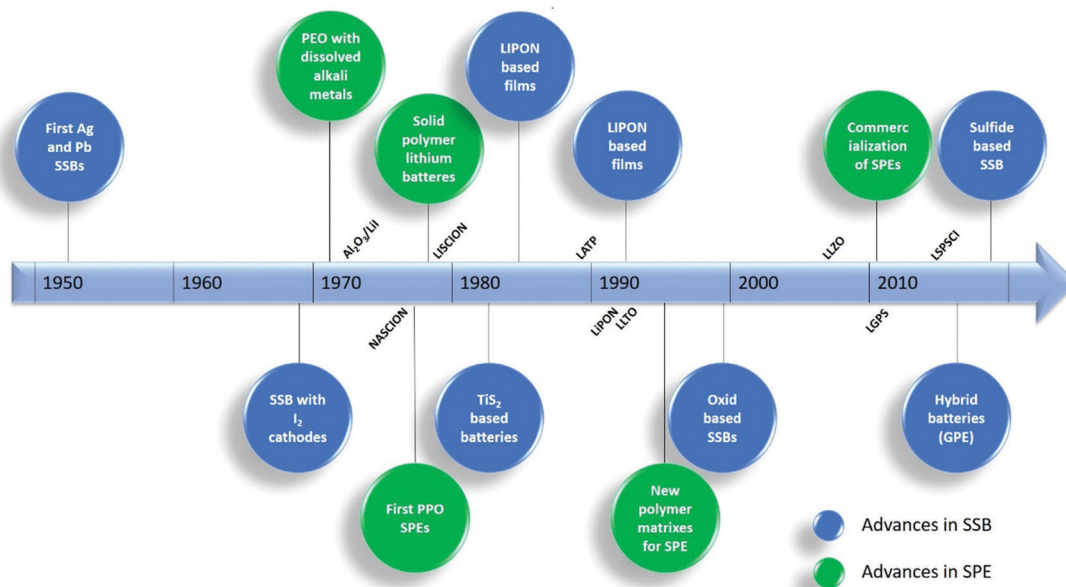 PEO with
dissolved
alkali
metals
LIPON
based
films
First Ag
and Pb
SSBs
Solid
polymer
lithium
batteres
LIPON
based
films
Commerc
ialization
of SPEs
Sulfide
based
SSB
Al₂O₃/LiI
LISCION
LATP
LLZO
LSPSCI
1950
1960
1970
1980
1990
2000
2010
NASCION
LiPON
LLTO
LGPS
SSB with
I₂
cathodes
TiS₂
based
batteries
Oxid
based
SSBs
Hybrid
batteries
(GPE)
First PPO
SPEs
New
polymer
matrixes
for SPE
Advances in SSB
Advances in SPE